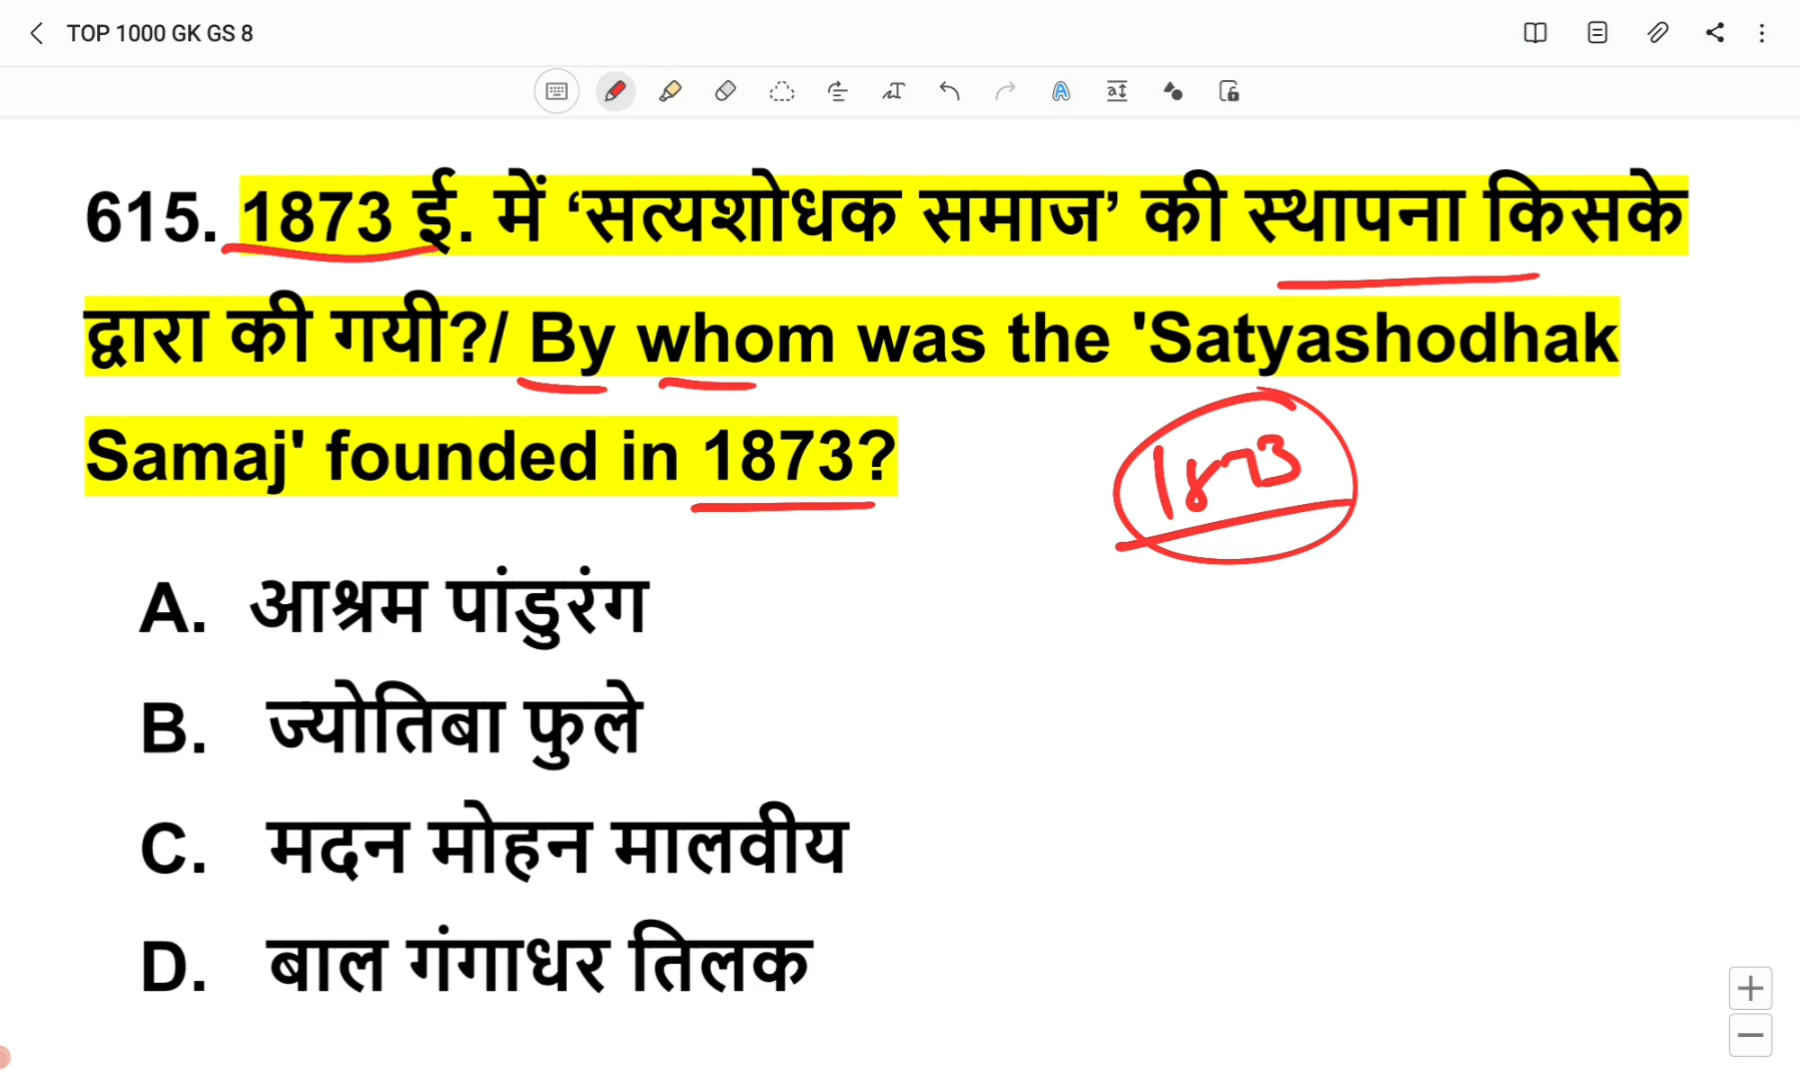 TOP 1000 GK GS 8
615. 1873 ई. में ‘सत्यशोधक समाज’ की स्थापना किसके
द्वारा की गयी?/ By whom was the 'Satyashodhak
Samaj' founded in 1873?
1873
A. आश्रम पांडुरंग
B. ज्योतिबा फुले
C. मदन मोहन मालवीय
D. बाल गंगाधर तिलक